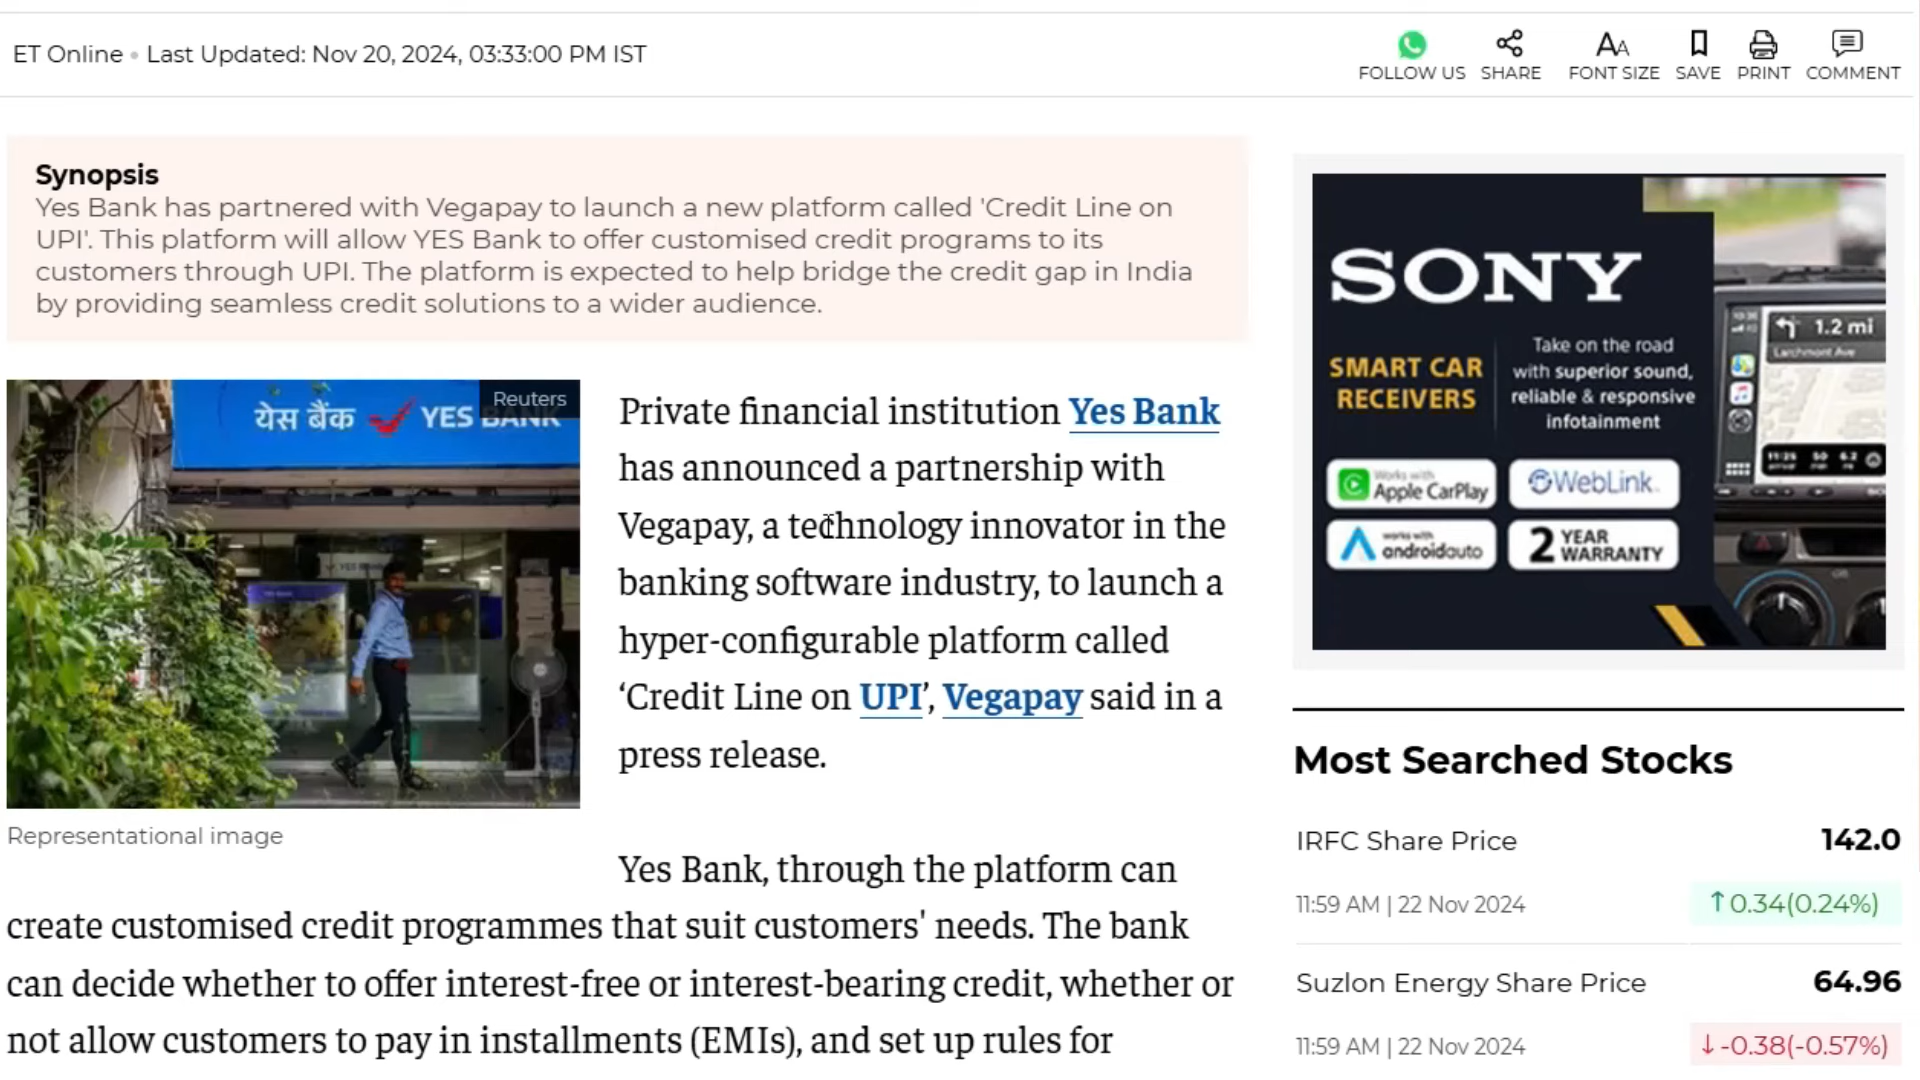 ET Online • Last Updated: Nov 20, 2024, 03:33:00 PM IST
FOLLOW US
SHARE
FONT SIZE
SAVE
PRINT
COMMENT
Synopsis
Yes Bank has partnered with Vegapay to launch a new platform called 'Credit Line on
UPI'. This platform will allow YES Bank to offer customised credit programs to its
customers through UPI. The platform is expected to help bridge the credit gap in India
by providing seamless credit solutions to a wider audience.
Reuters
येस बैंक YES BANK
Representational image
Private financial institution Yes Bank
has announced a partnership with
Vegapay, a technology innovator in the
banking software industry, to launch a
hyper-configurable platform called
‘Credit Line on UPI’, Vegapay said in a
press release.
Yes Bank, through the platform can
create customised credit programmes that suit customers' needs. The bank
can decide whether to offer interest-free or interest-bearing credit, whether or
not allow customers to pay in installments (EMIs), and set up rules for
SONY
SMART CAR
RECEIVERS
Take on the road
with superior sound,
reliable & responsive
infotainment
Works with
Apple CarPlay
WebLink
works with
androidauto
2 YEAR
WARRANTY
1.2 mi
Larchmont Ave
Most Searched Stocks
IRFC Share Price 142.0
11:59 AM | 22 Nov 2024 ↑0.34(0.24%)
Suzlon Energy Share Price 64.96
11:59 AM | 22 Nov 2024 ↓-0.38(-0.57%)